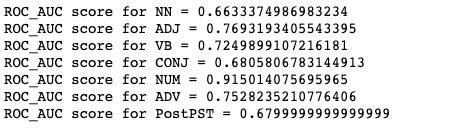 ROC_AUC score for NN = 0.6633374986983234
ROC_AUC score for ADJ = 0.7693193405543395
ROC_AUC score for VB = 0.7249899107216181
ROC_AUC score for CONJ = 0.6805806783144913
ROC_AUC score for NUM = 0.915014075695965
ROC_AUC score for ADV = 0.7528235210776406
ROC_AUC score for PostPST = 0.6799999999999999